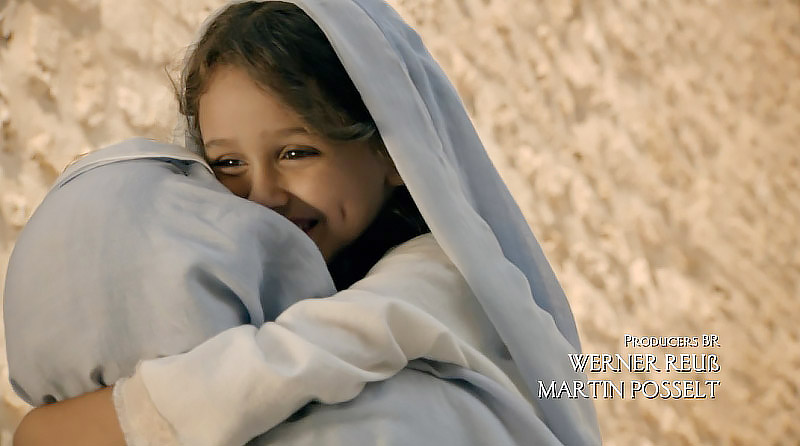 PRODUCERS BR
WERNER REUß
MARTIN POSSELT